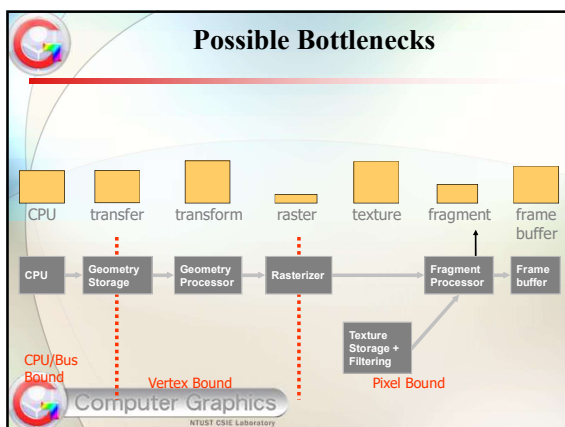 Possible Bottlenecks
CPU
transfer
transform
raster
texture
fragment
frame
buffer
CPU
Geometry
Storage
Geometry
Processor
Rasterizer
Fragment
Processor
Frame
buffer
Texture
Storage +
Filtering
CPU/Bus
Bound
Vertex Bound
Pixel Bound
Computer Graphics
NTUST CSIE Laboratory